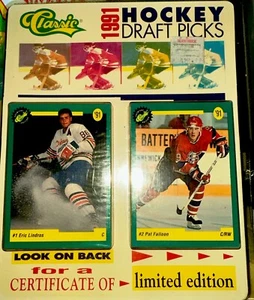 Classic
1991
HOCKEY
DRAFT PICKS
'91
'91
BATTER
#1 Eric Lindros C
#2 Pat Falloon C/RW
LOOK ON BACK
for a
CERTIFICATE OF limited edition